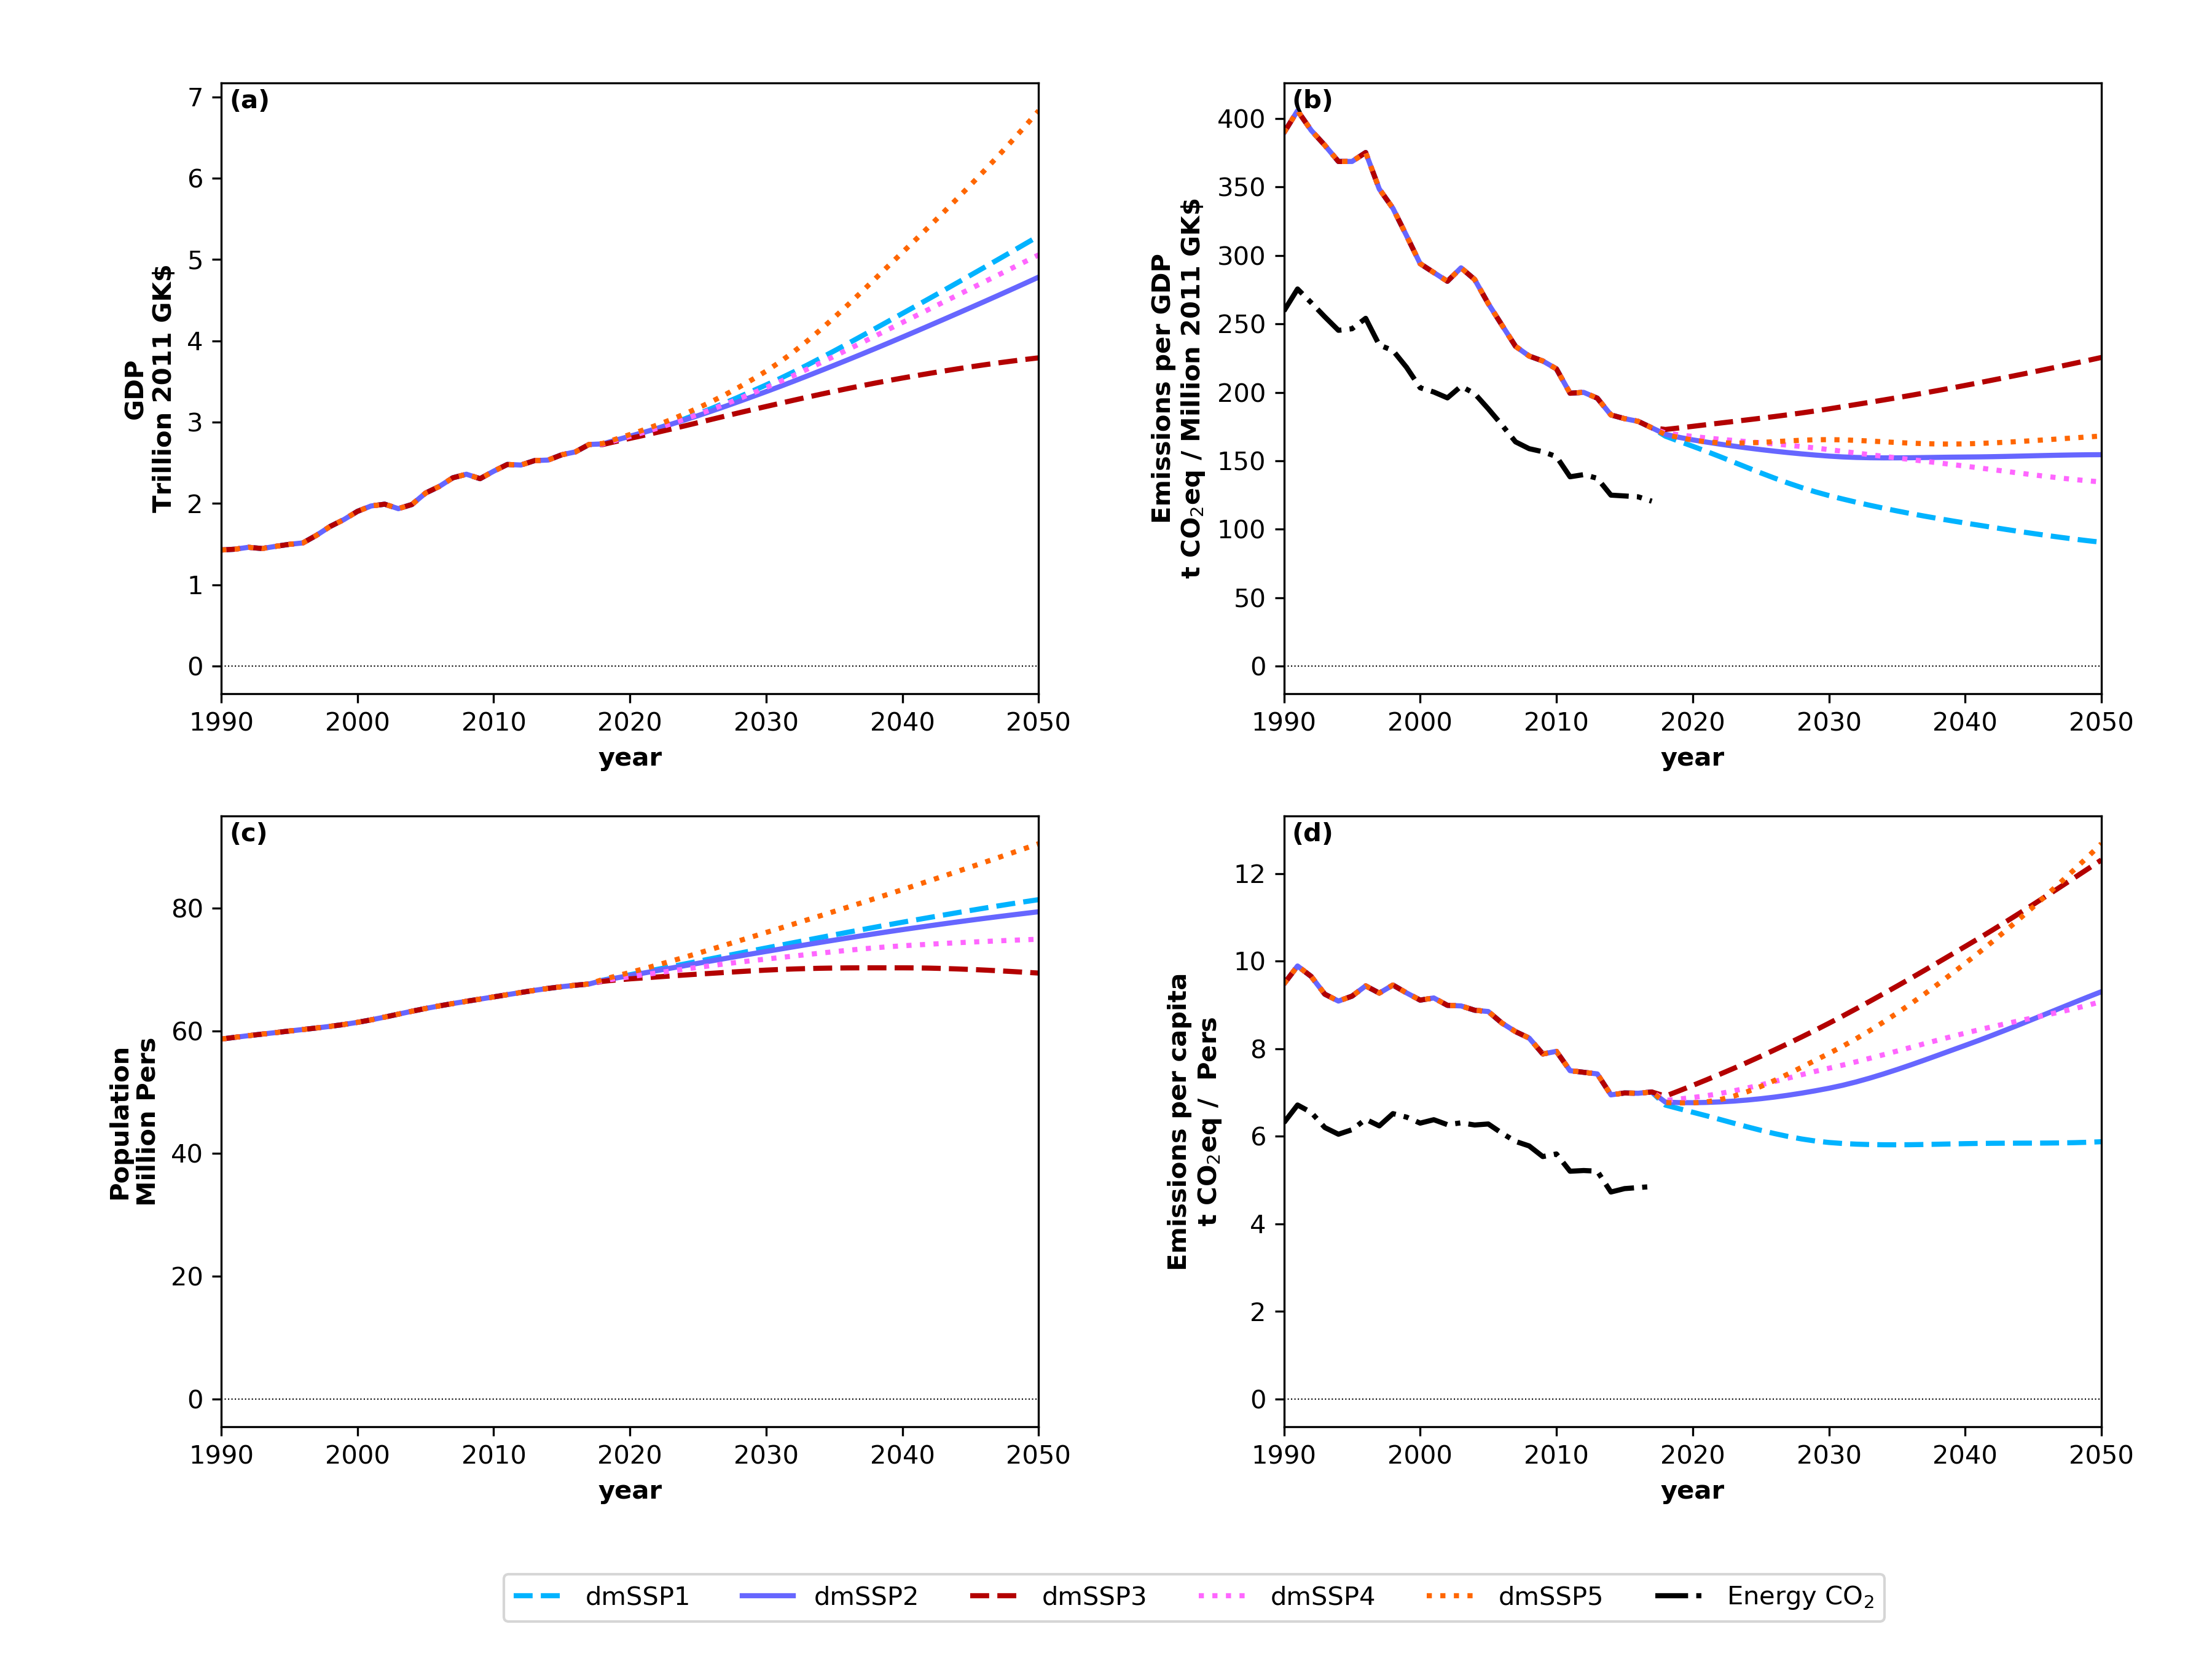 (a)
7
6
5
4
3
2
1
0
GDP
Trillion 2011 GK$
1990 2000 2010 2020 2030 2040 2050
year
(b)
400
350
300
250
200
150
100
50
0
Emissions per GDP
t CO₂eq / Million 2011 GK$
1990 2000 2010 2020 2030 2040 2050
year
(c)
80
60
40
20
0
Population
Million Pers
1990 2000 2010 2020 2030 2040 2050
year
(d)
12
10
8
6
4
2
0
Emissions per capita
t CO₂eq / Pers
1990 2000 2010 2020 2030 2040 2050
year
dmSSP1 dmSSP2 dmSSP3 dmSSP4 dmSSP5 Energy CO₂